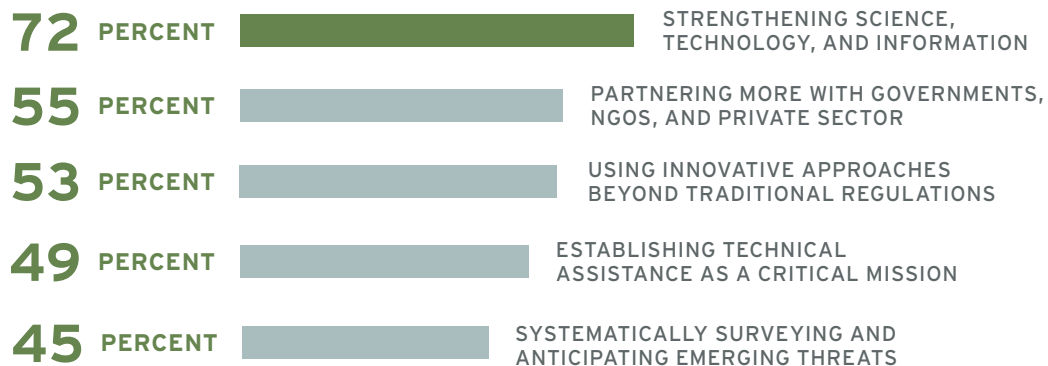 72 PERCENT STRENGTHENING SCIENCE,
TECHNOLOGY, AND INFORMATION
55 PERCENT PARTNERING MORE WITH GOVERNMENTS,
NGOS, AND PRIVATE SECTOR
53 PERCENT USING INNOVATIVE APPROACHES
BEYOND TRADITIONAL REGULATIONS
49 PERCENT ESTABLISHING TECHNICAL
ASSISTANCE AS A CRITICAL MISSION
45 PERCENT SYSTEMATICALLY SURVEYING AND
ANTICIPATING EMERGING THREATS